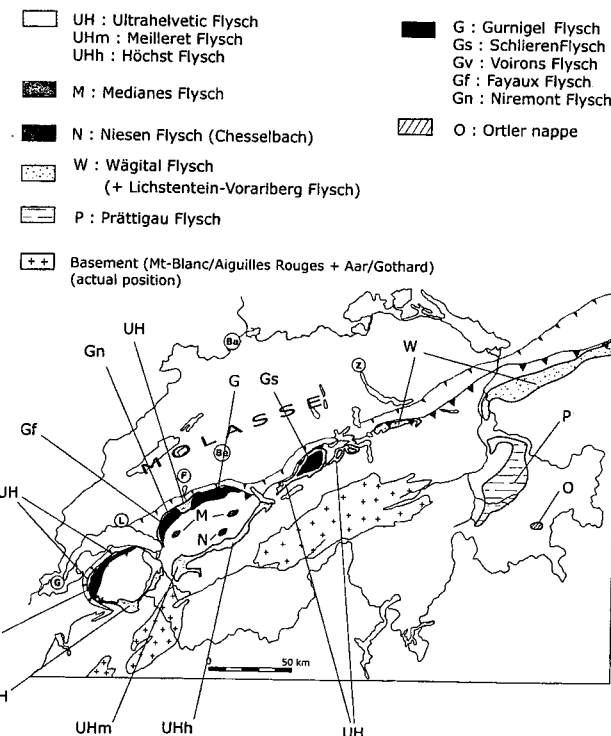 UH : Ultrahelvetic Flysch
UHm : Meilleret Flysch
UHh : Höchst Flysch
M : Medianes Flysch
N : Niesen Flysch (Chesselbach)
W : Wägital Flysch
(+ Lichstentein-Vorarlberg Flysch)
P : Prättigau Flysch
Basement (Mt-Blanc/Aiguilles Rouges + Aar/Gothard)
(actual position)
G : Gurnigel Flysch
Gs : SchlierenFlysch
Gv : Voirons Flysch
Gf : Fayaux Flysch
Gn : Niremont Flysch
O : Ortler nappe
UH
Ba
W
Gn
G
Gs
Z
MOLASSE
P
Gf
Be
F
UH
M
O
L
N
G
0
50 km
H
UHm
UHh
UH